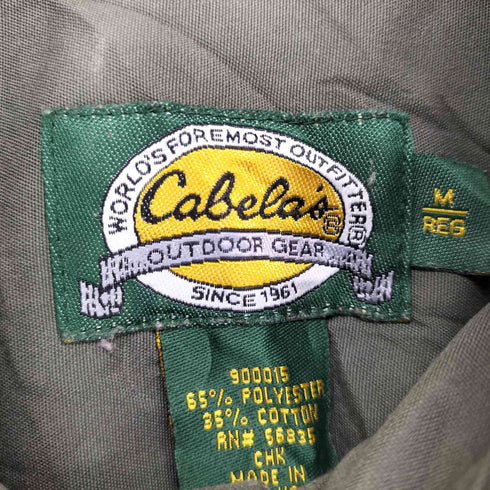 WORLD'S FOREMOST OUTFITTER®
Cabela's®
OUTDOOR GEAR
SINCE 1961
M
REG
900015
65% POLYESTER
35% COTTON
RN# 56835
CHK
MADE IN